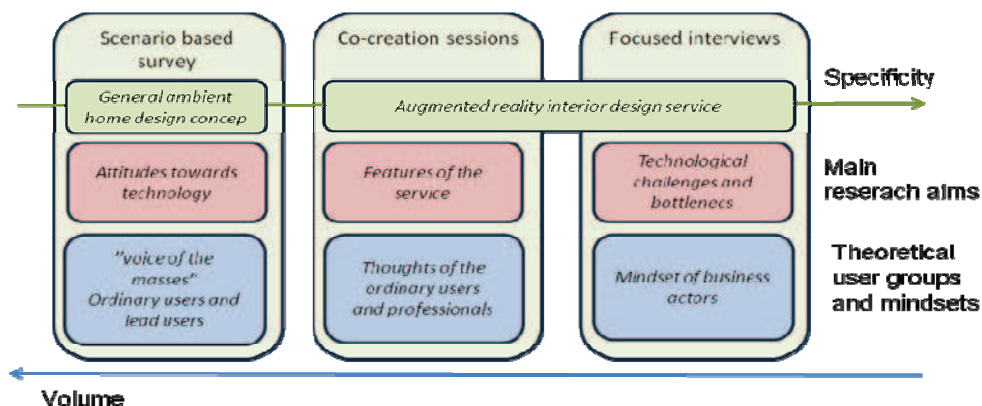 Scenario based
survey
Co-creation sessions
Focused interviews
Specificity
General ambient
home design concep
Augmented reality interior design service
Attitudes towards
technology
Features of the
service
Technological
challenges and
bottlenecs
Main
reserach aims
"voice of the
masses"
Ordinary users and
lead users
Thoughts of the
ordinary users
and professionals
Mindset of business
actors
Theoretical
user groups
and mindsets
Volume